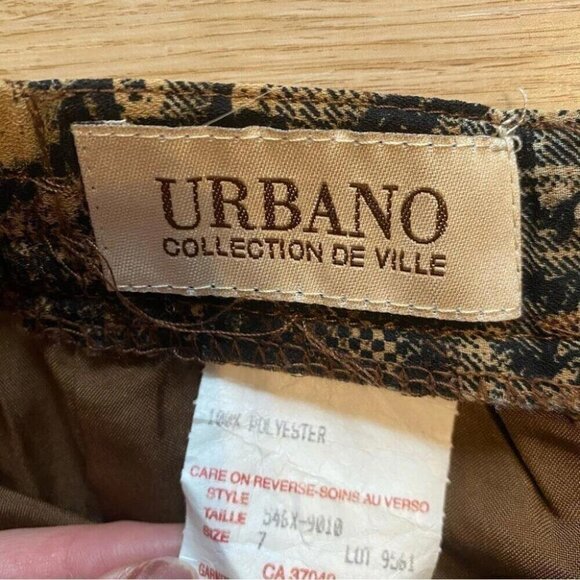 URBANO
COLLECTION DE VILLE
100% POLYESTER
CARE ON REVERSE-SOINS AU VERSO
STYLE
TAILLE 546X-9010
SIZE 7 LOT 9561
CA 37049